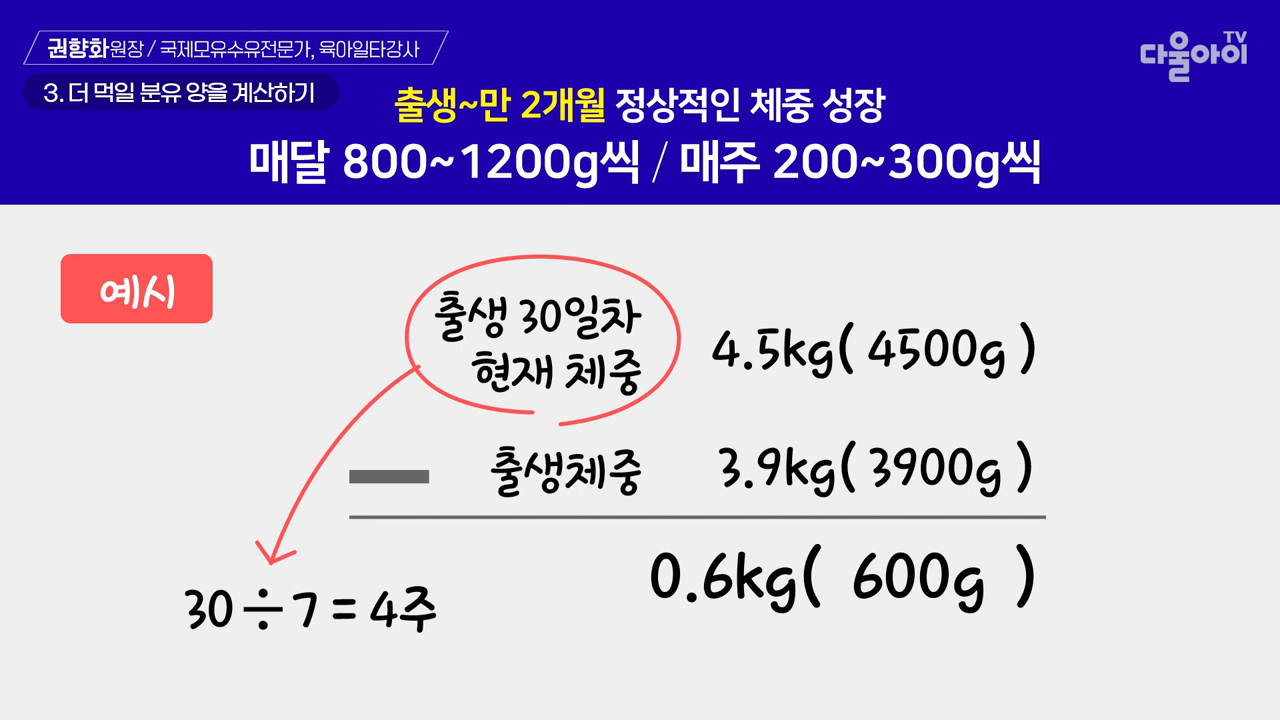 권향화원장 / 국제모유수유전문가, 육아일타강사
다울아이TV
3. 더 먹일 분유 양을 계산하기
출생~만 2개월 정상적인 체중 성장
매달 800~1200g씩 / 매주 200~300g씩
예시
출생 30일차
현재 체중
4.5kg( 4500g )
출생체중
3.9kg( 3900g )
0.6kg( 600g )
30÷7=4주